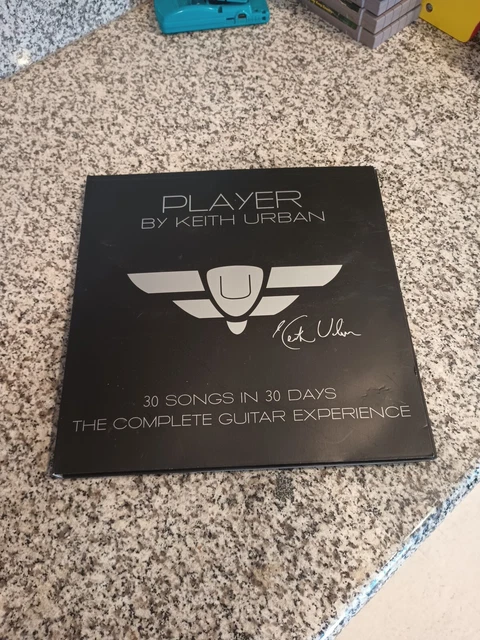 PLAYER
BY KEITH URBAN
U
Keith Urban
30 SONGS IN 30 DAYS
THE COMPLETE GUITAR EXPERIENCE